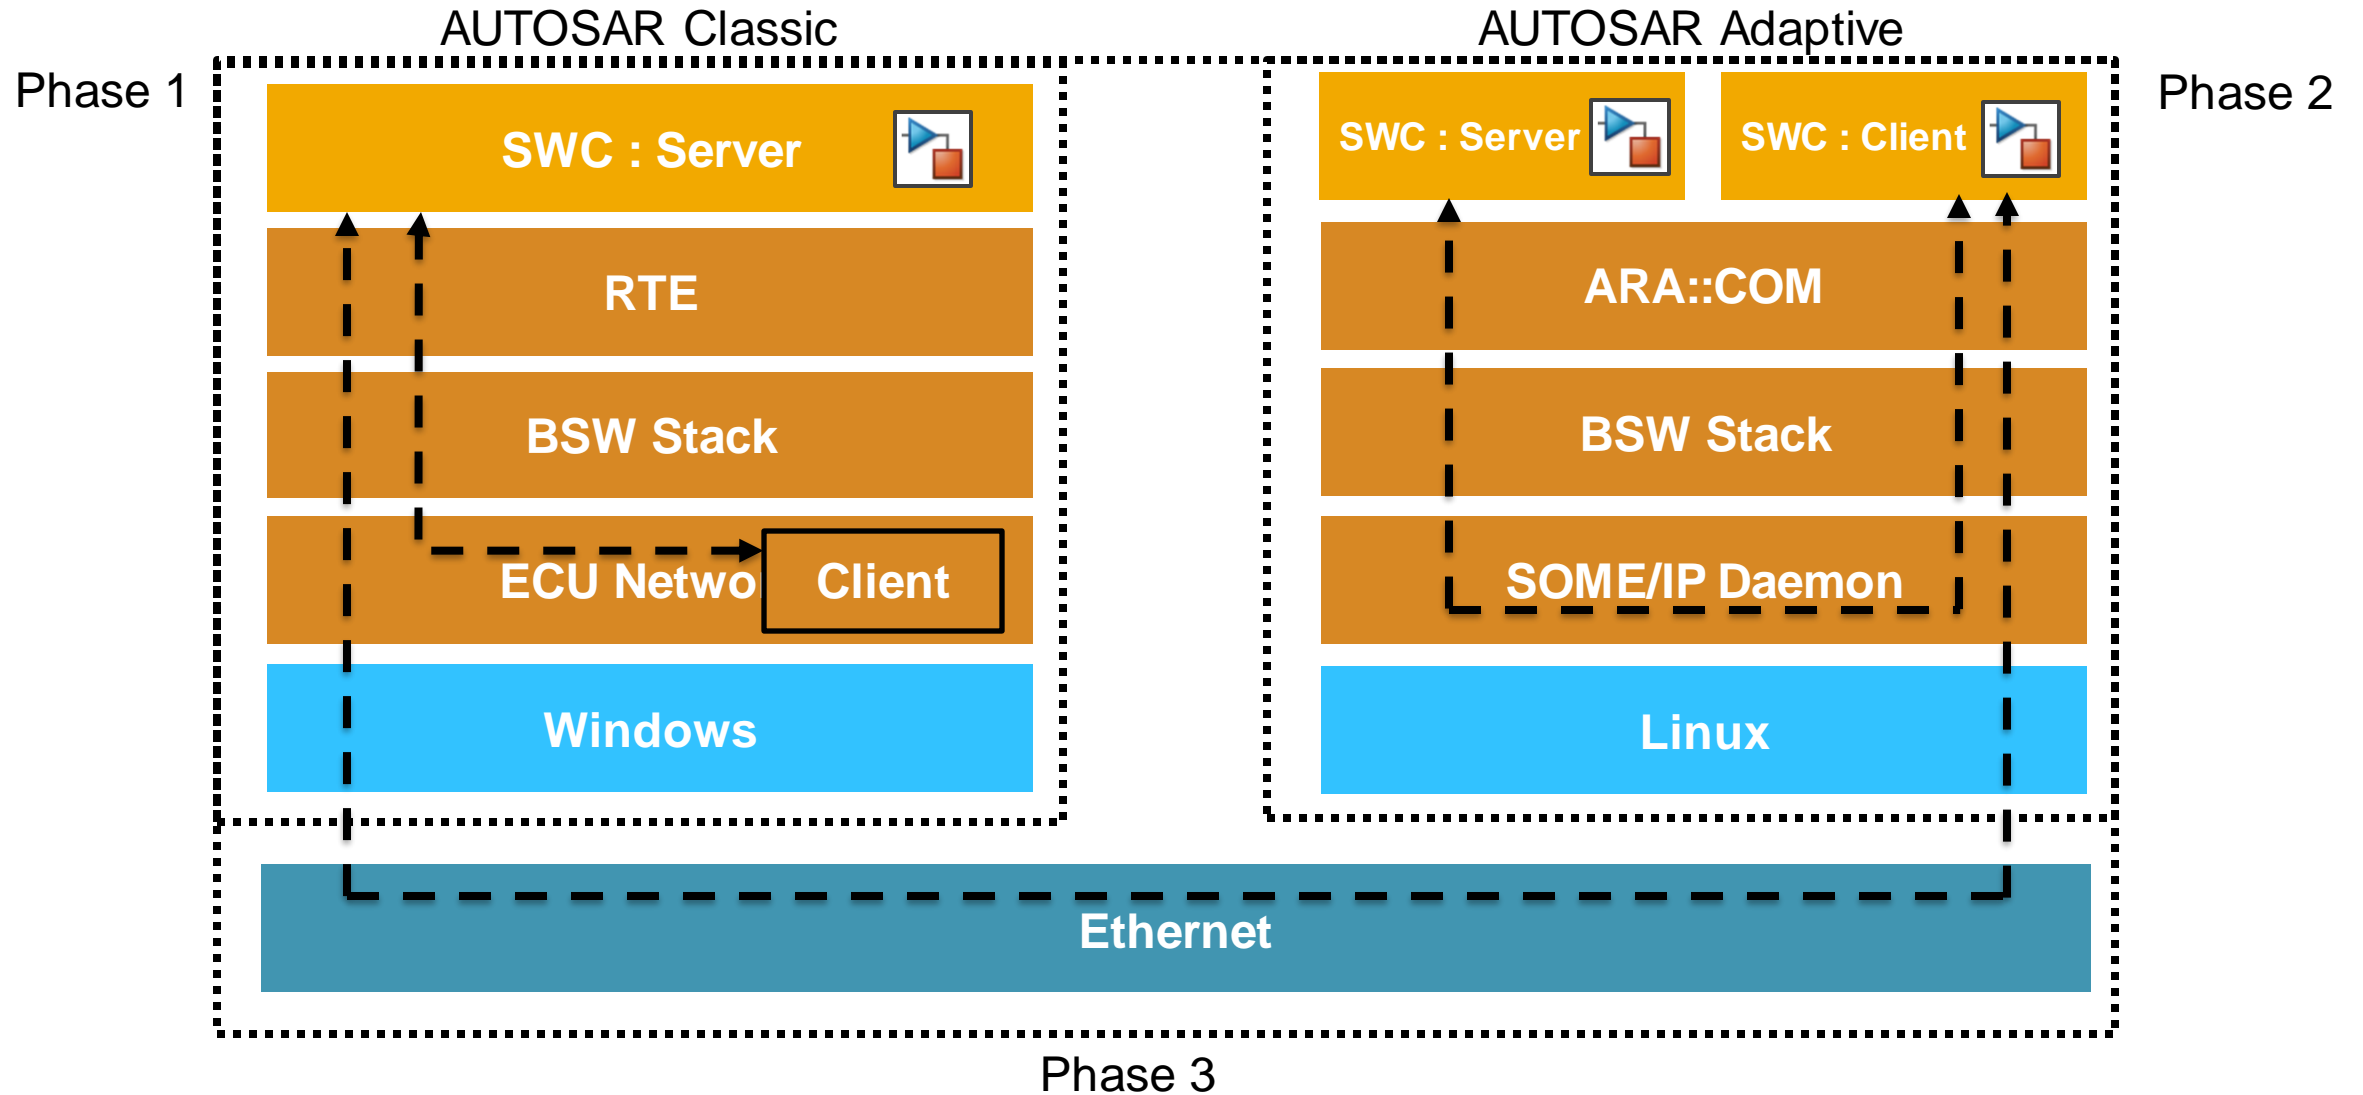 AUTOSAR Classic
AUTOSAR Adaptive
Phase 1
Phase 2
SWC : Server
SWC : Server
SWC : Client
RTE
ARA::COM
BSW Stack
BSW Stack
ECU Netwo
Client
SOME/IP Daemon
Windows
Linux
Ethernet
Phase 3